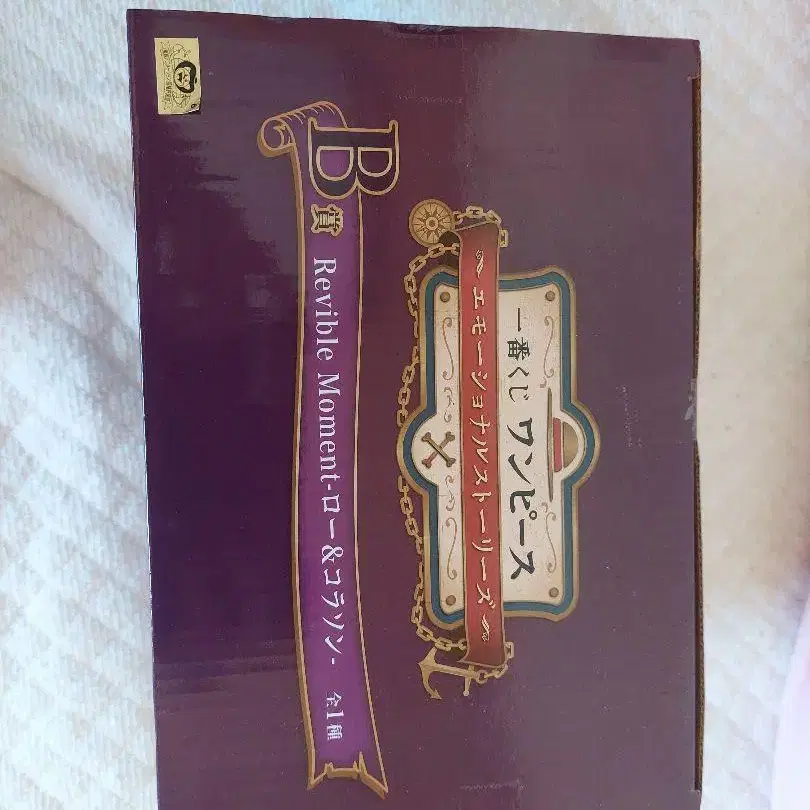 一番くじ ワンピース
エモーショナルストーリーズ
B賞 Revible Moment-ロー&コラソン- 全1種